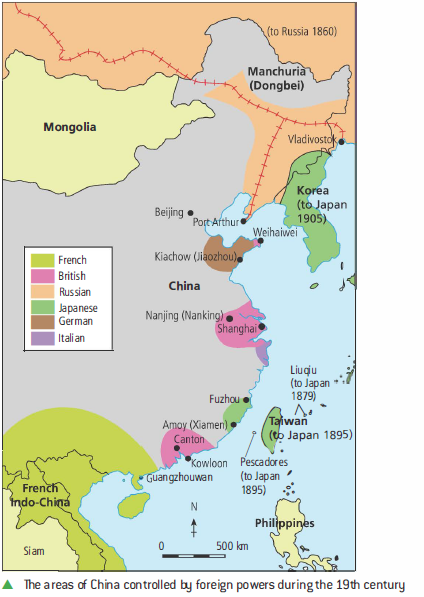 (to Russia 1860)
Manchuria
(Dongbei)
Mongolia
Vladivostok
Korea
(to Japan
1905)
Beijing
Port Arthur
Weihaiwei
Kiachow (Jiaozhou)
French
British
Russian
Japanese
German
Italian
China
Nanjing (Nanking)
Shanghai
Liuqiu
(to Japan
1879)
Fuzhou
Taiwan
(to Japan 1895)
Amoy (Xiamen)
Canton
Kowloon
Pescadores
(to Japan
1895)
Guangzhouwan
French
Indo-China
N
Philippines
Siam
0 500 km
The areas of China controlled by foreign powers during the 19th century